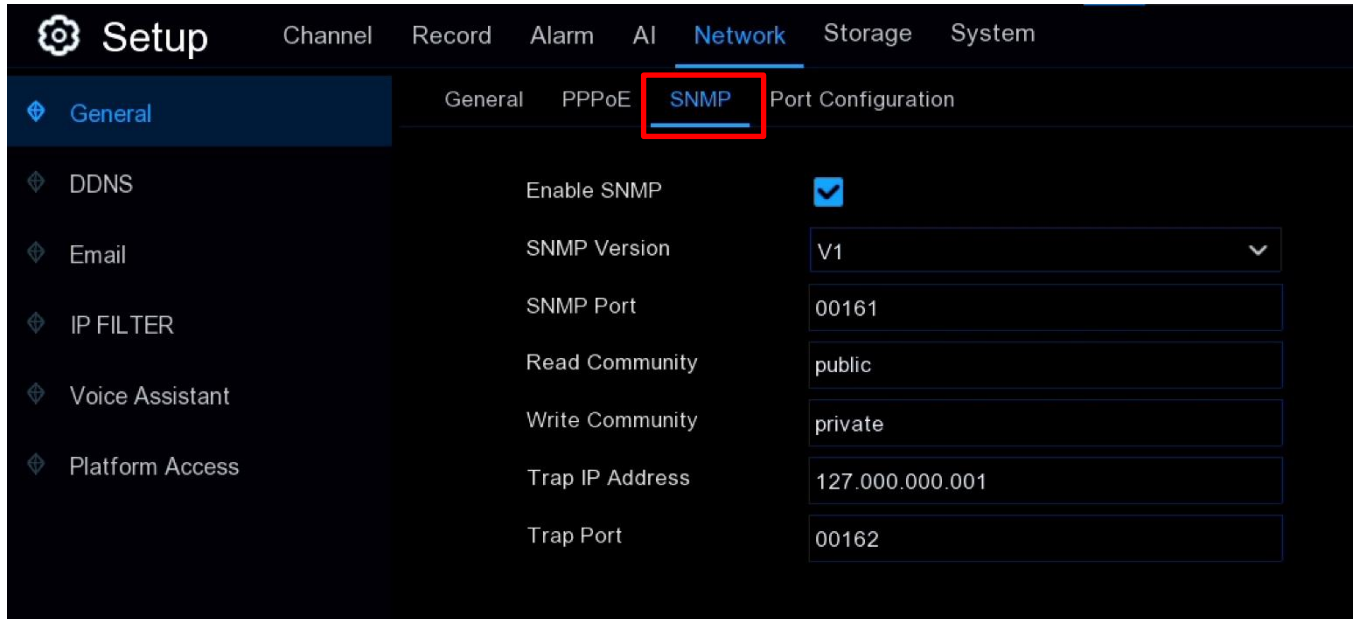 Setup Channel Record Alarm AI Network Storage System
General PPPoE SNMP Port Configuration
General
DDNS
Email
IP FILTER
Voice Assistant
Platform Access
Enable SNMP
SNMP Version V1
SNMP Port 00161
Read Community public
Write Community private
Trap IP Address 127.000.000.001
Trap Port 00162